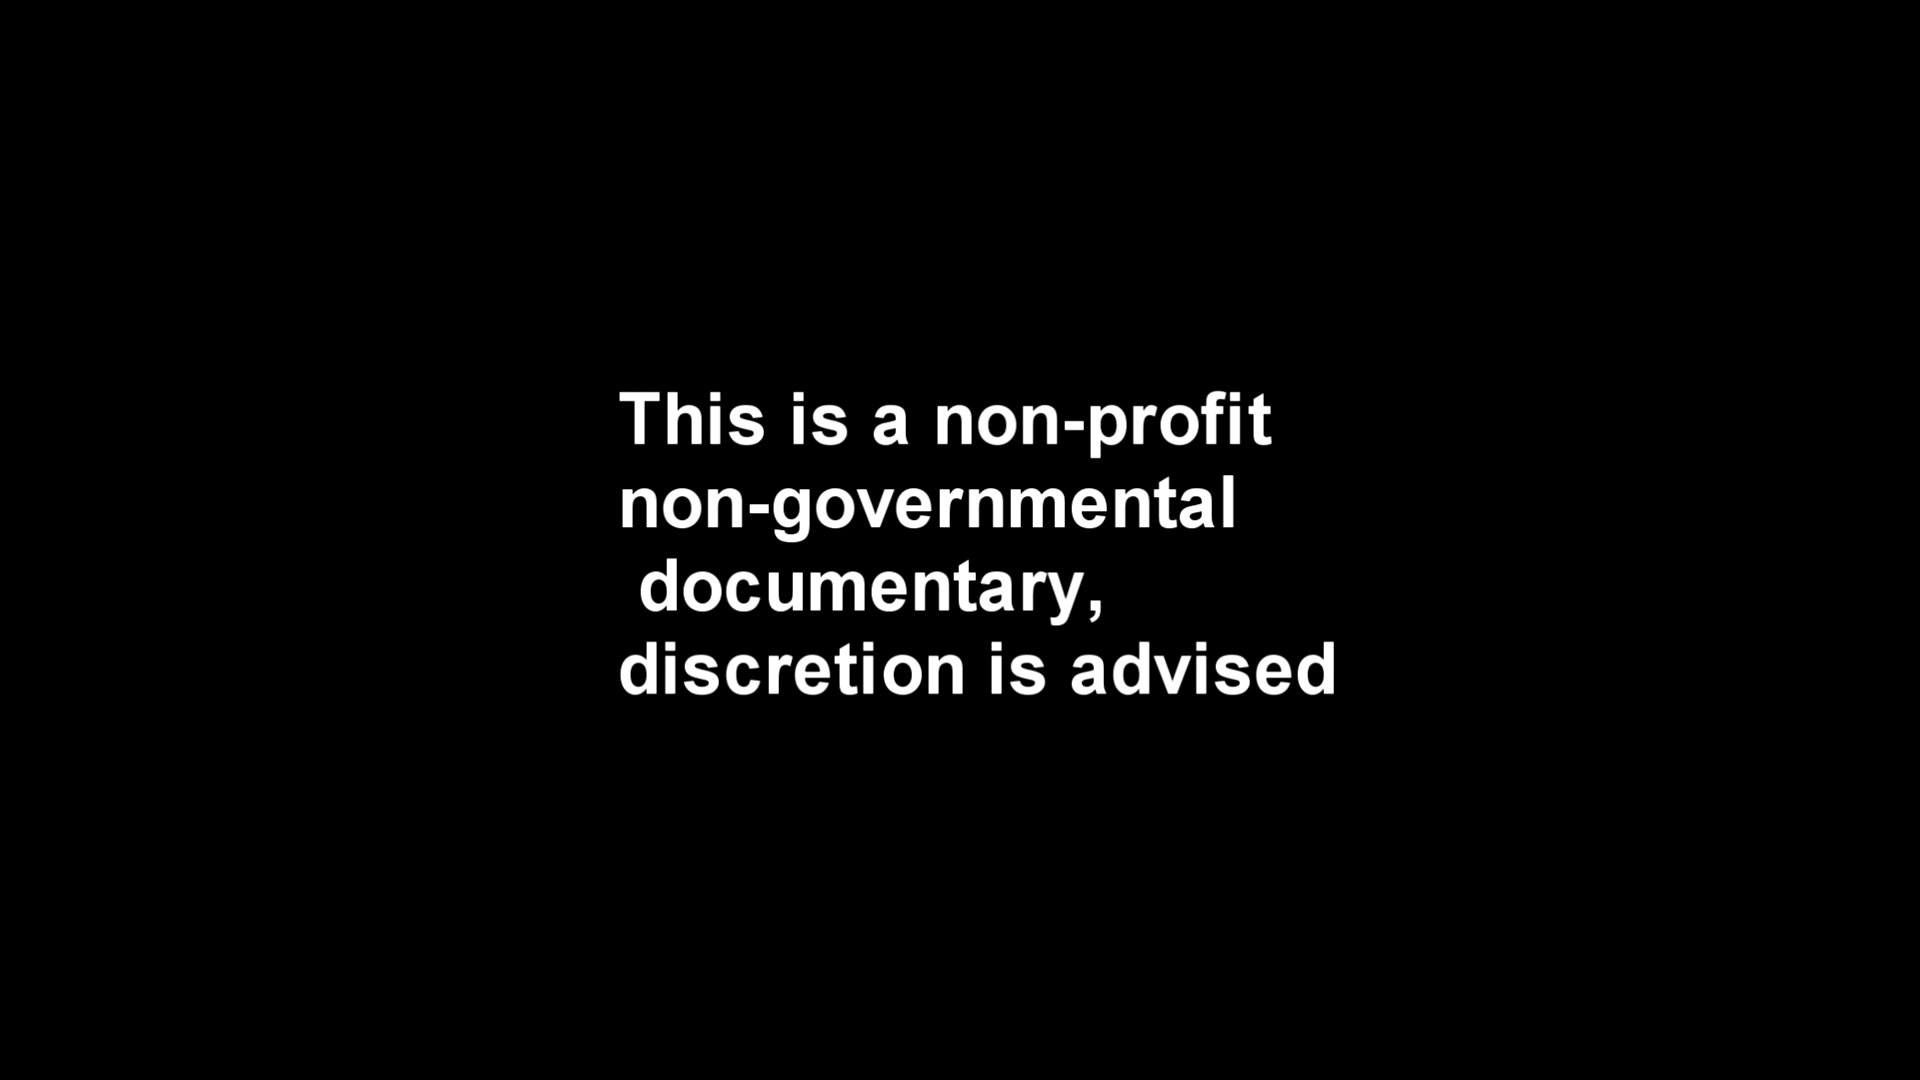 This is a non-profit
non-governmental
documentary,
discretion is advised